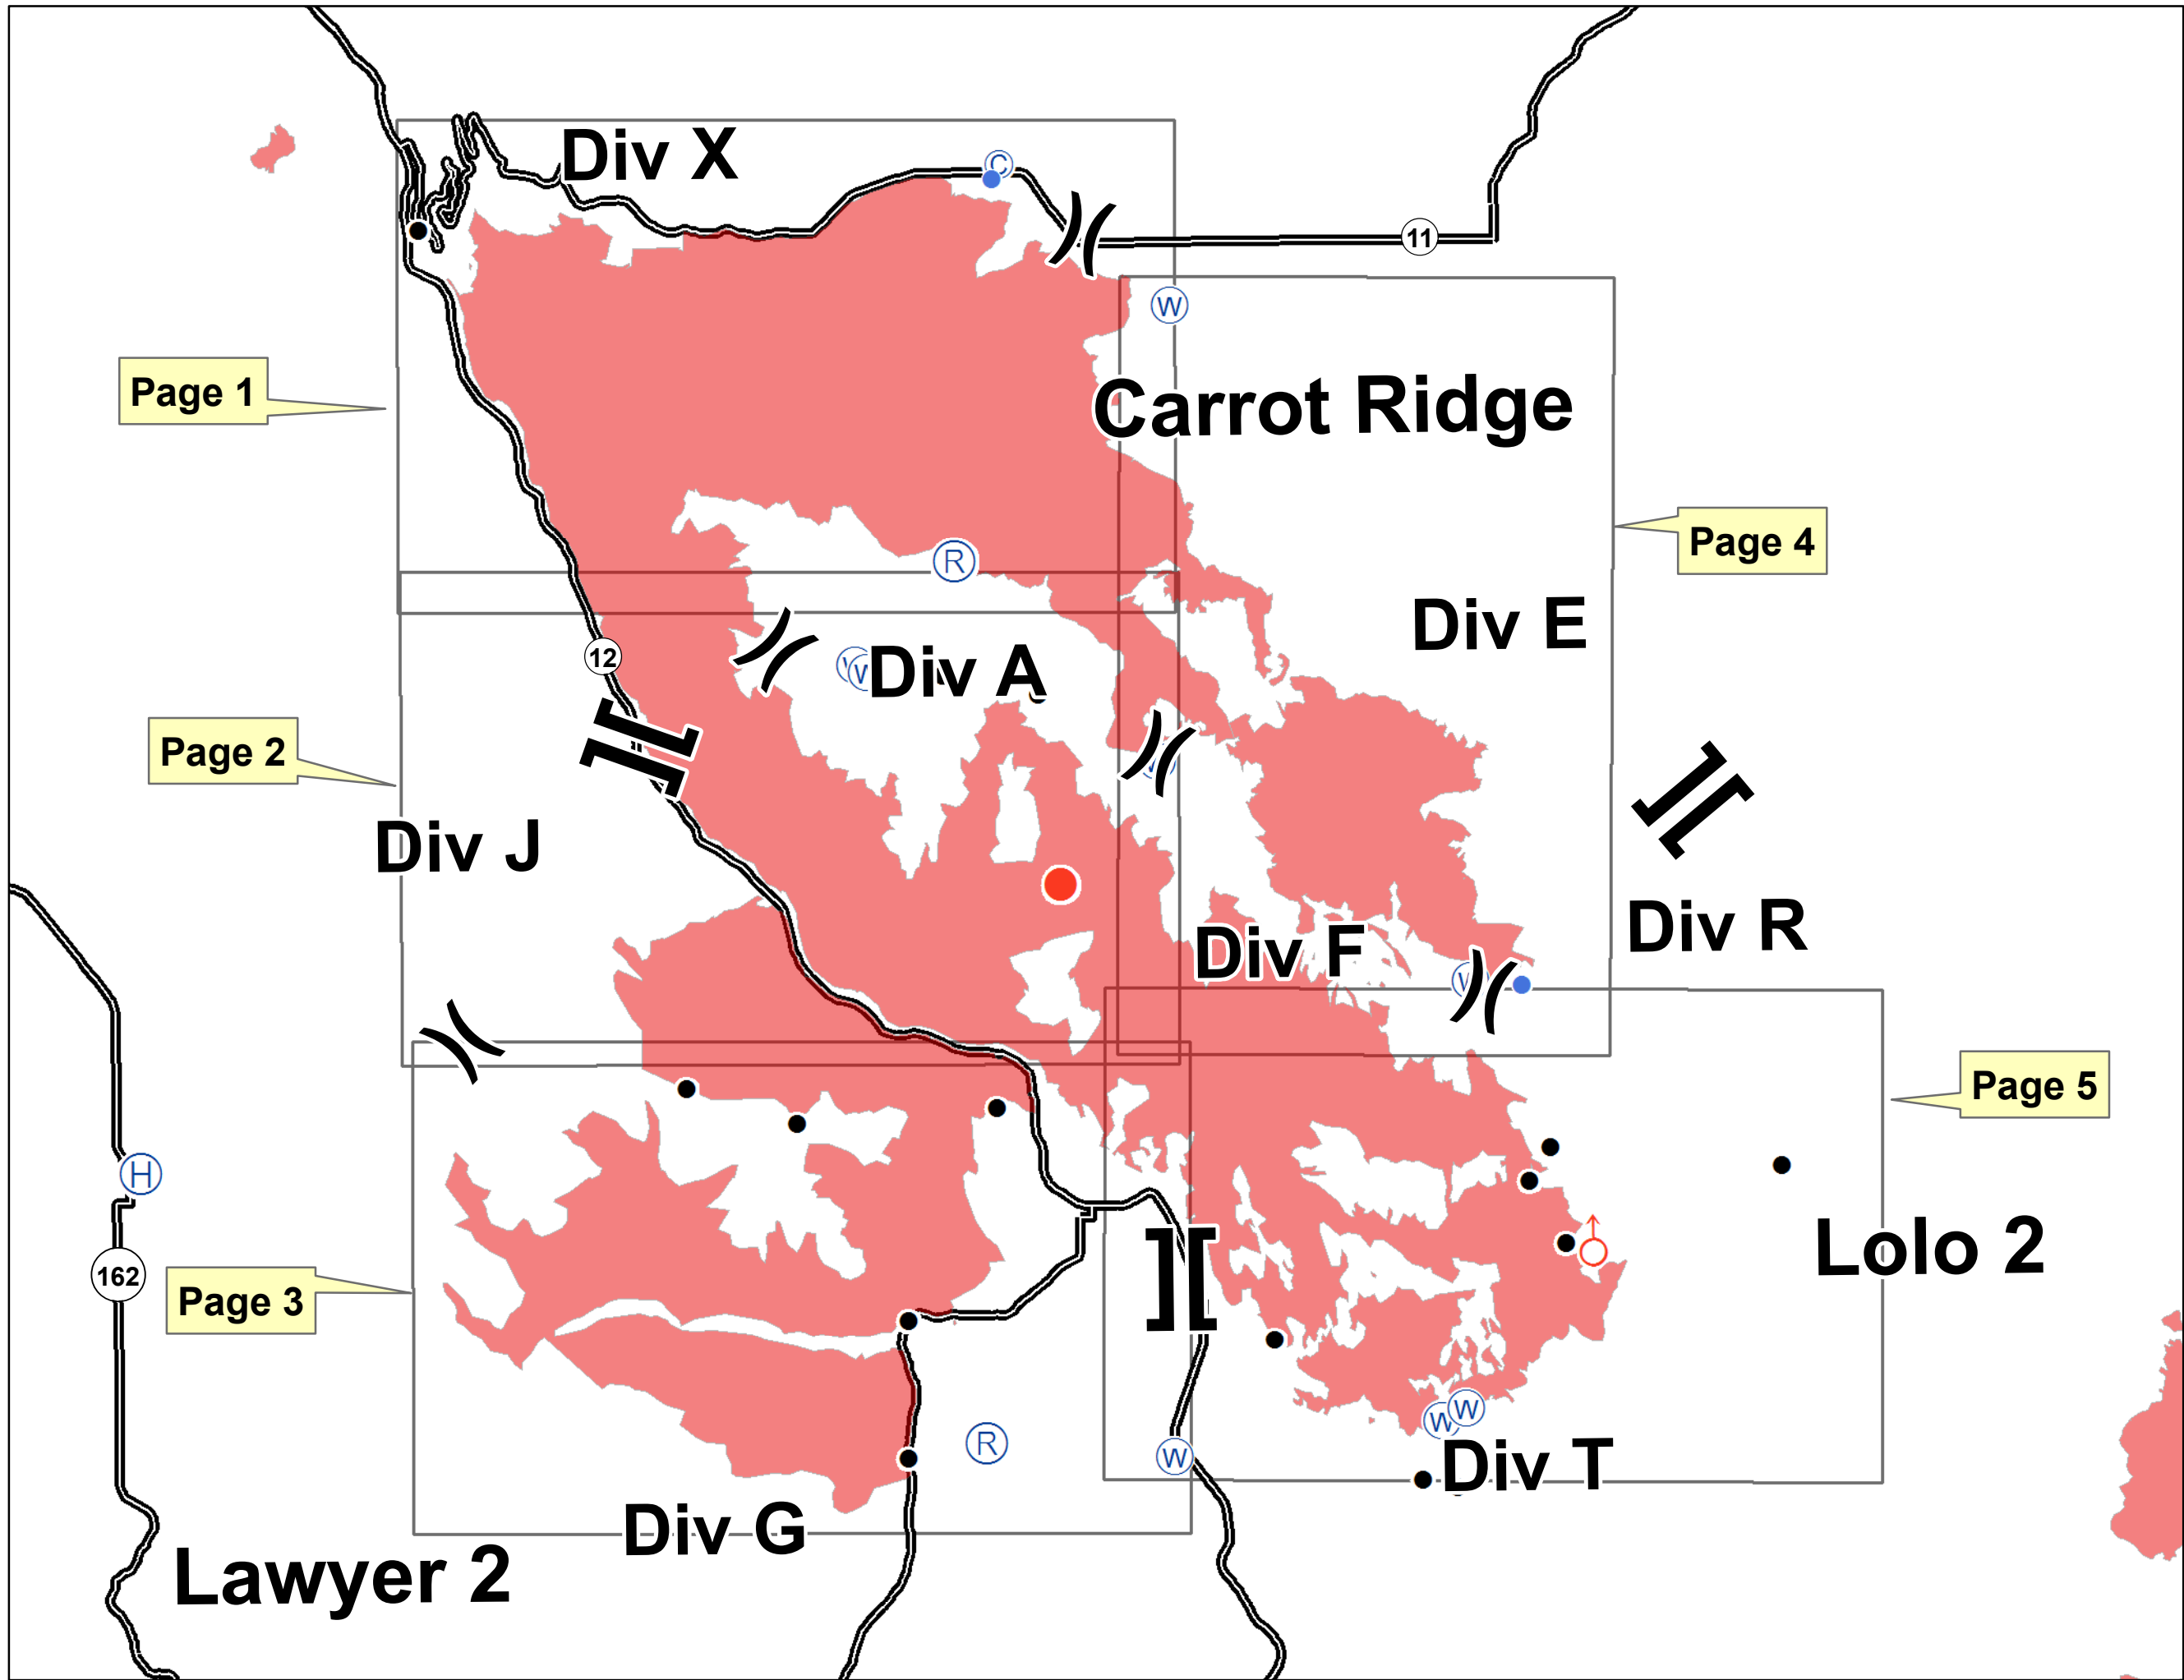 Div X
C
11
W
Page 1
Carrot Ridge
Page 4
R
Div E
12
W
W
Div A
Page 2
W
Div J
Div R
Div F
W
Page 5
H
Lolo 2
162
Page 3
W
W
R
W
Div T
Div G
Lawyer 2